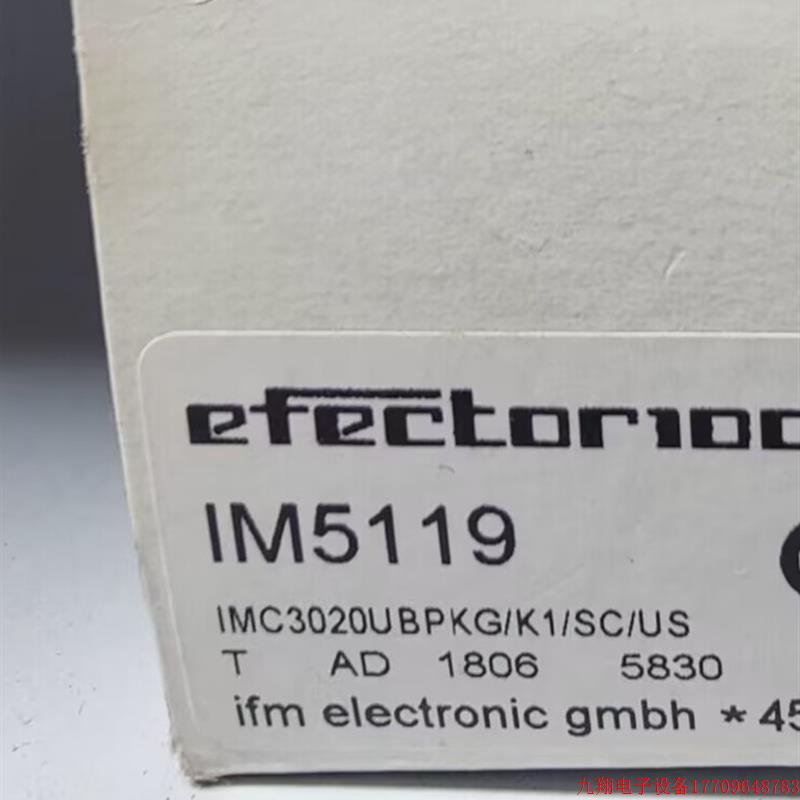 efector100
IM5119
IMC3020UBPKG/K1/SC/US
T AD 1806 5830
ifm electronic gmbh * 45
九翔电子设备17709648783